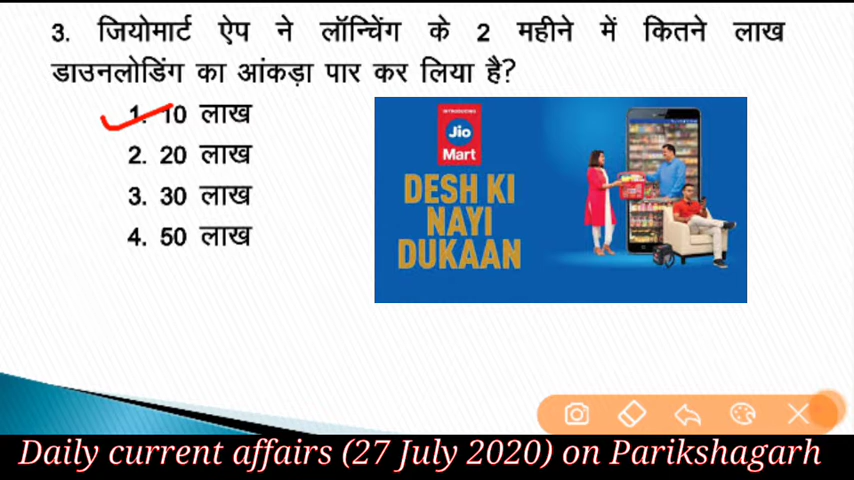 3. जियोमार्ट ऐप ने लॉन्चिंग के 2 महीने में कितने लाख
डाउनलोडिंग का आंकड़ा पार कर लिया है?
1. 10 लाख
2. 20 लाख
3. 30 लाख
4. 50 लाख
INTRODUCING
Jio
Mart
DESH KI
NAYI
DUKAAN
Daily current affairs (27 July 2020) on Parikshagarh